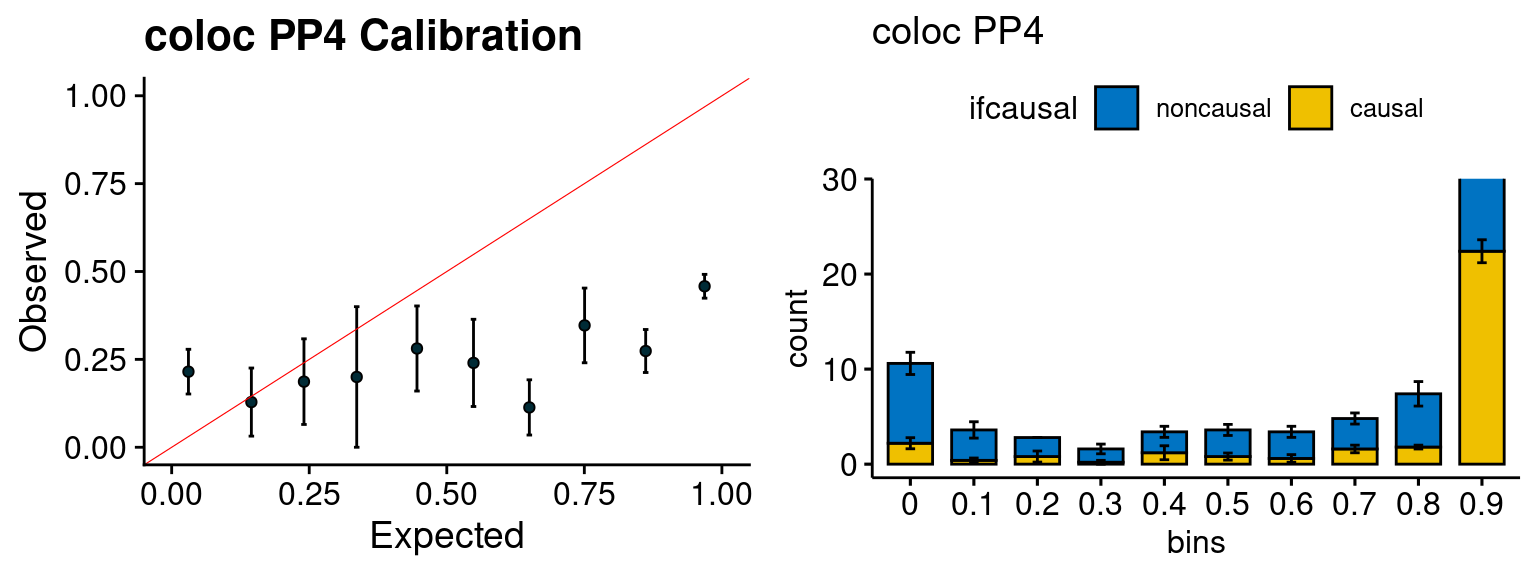 coloc PP4 Calibration
1.00
0.75
0.50
0.25
0.00
Observed
0.00 0.25 0.50 0.75 1.00
Expected
coloc PP4
ifcausal noncausal causal
30
20
10
0
count
0 0.1 0.2 0.3 0.4 0.5 0.6 0.7 0.8 0.9
bins